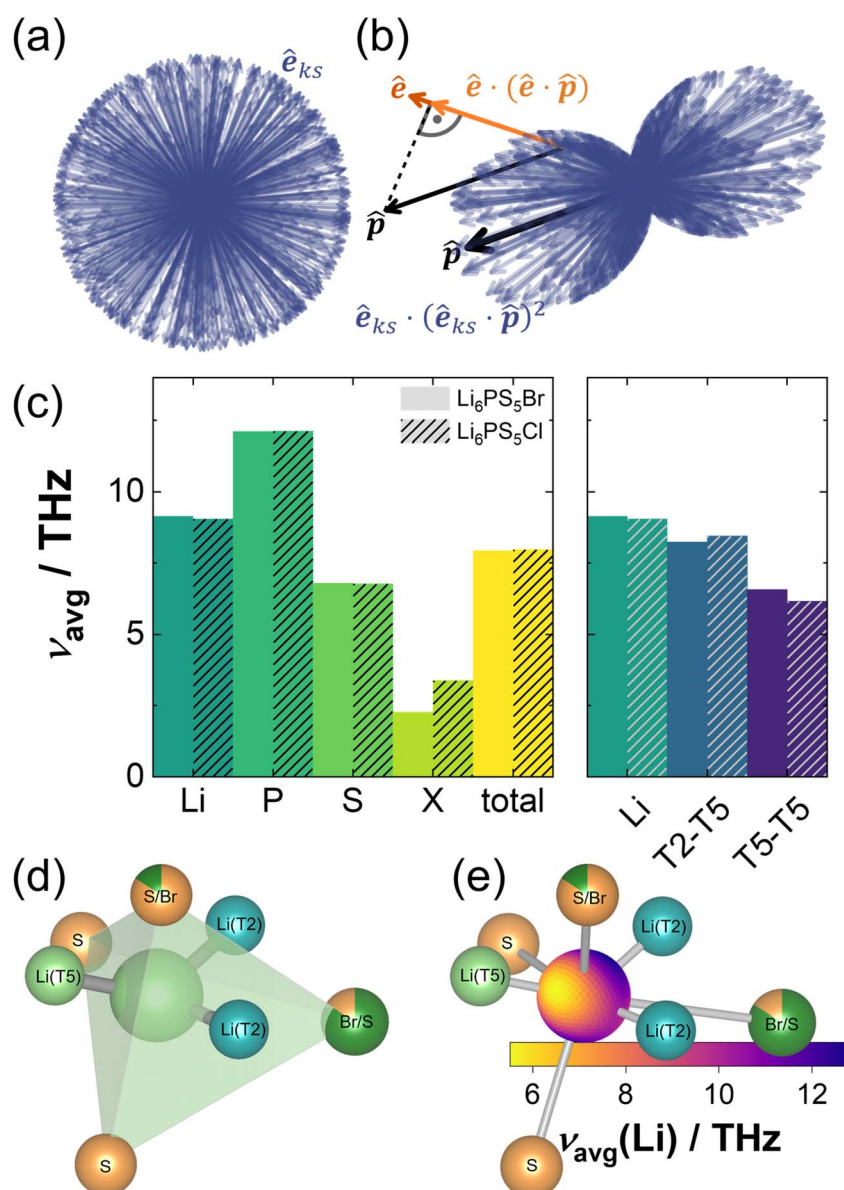 (a)
ê_ks
(b)
ê
ê · (ê · p̂)
p̂
p̂
ê_ks · (ê_ks · p̂)²
(c)
Li₆PS₅Br
Li₆PS₅Cl
ν_avg / THz
10
5
0
Li P S X total
Li T2-T5 T5-T5
(d)
S/Br
S
Li(T2)
Li(T5)
Li(T2)
Br/S
S
(e)
S/Br
S
Li(T2)
Li(T5)
Li(T2)
Br/S
6 8 10 12
ν_avg(Li) / THz
S